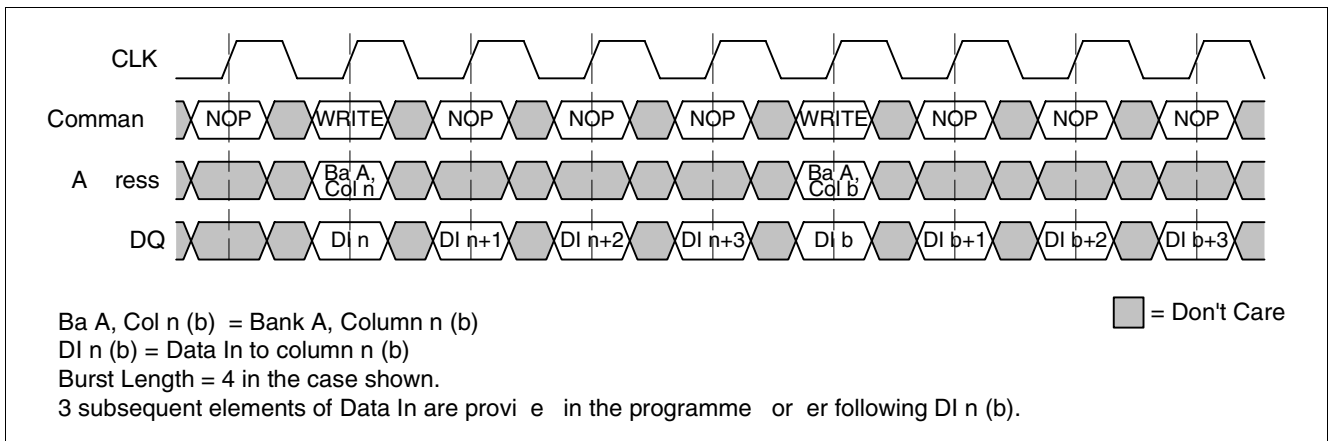 CLK
Comman NOP WRITE NOP NOP NOP WRITE NOP NOP NOP
A ress Ba A, Col n Ba A, Col b
DQ DI n DI n+1 DI n+2 DI n+3 DI b DI b+1 DI b+2 DI b+3
Ba A, Col n (b) = Bank A, Column n (b)
= Don't Care
DI n (b) = Data In to column n (b)
Burst Length = 4 in the case shown.
3 subsequent elements of Data In are provi e in the programme or er following DI n (b).